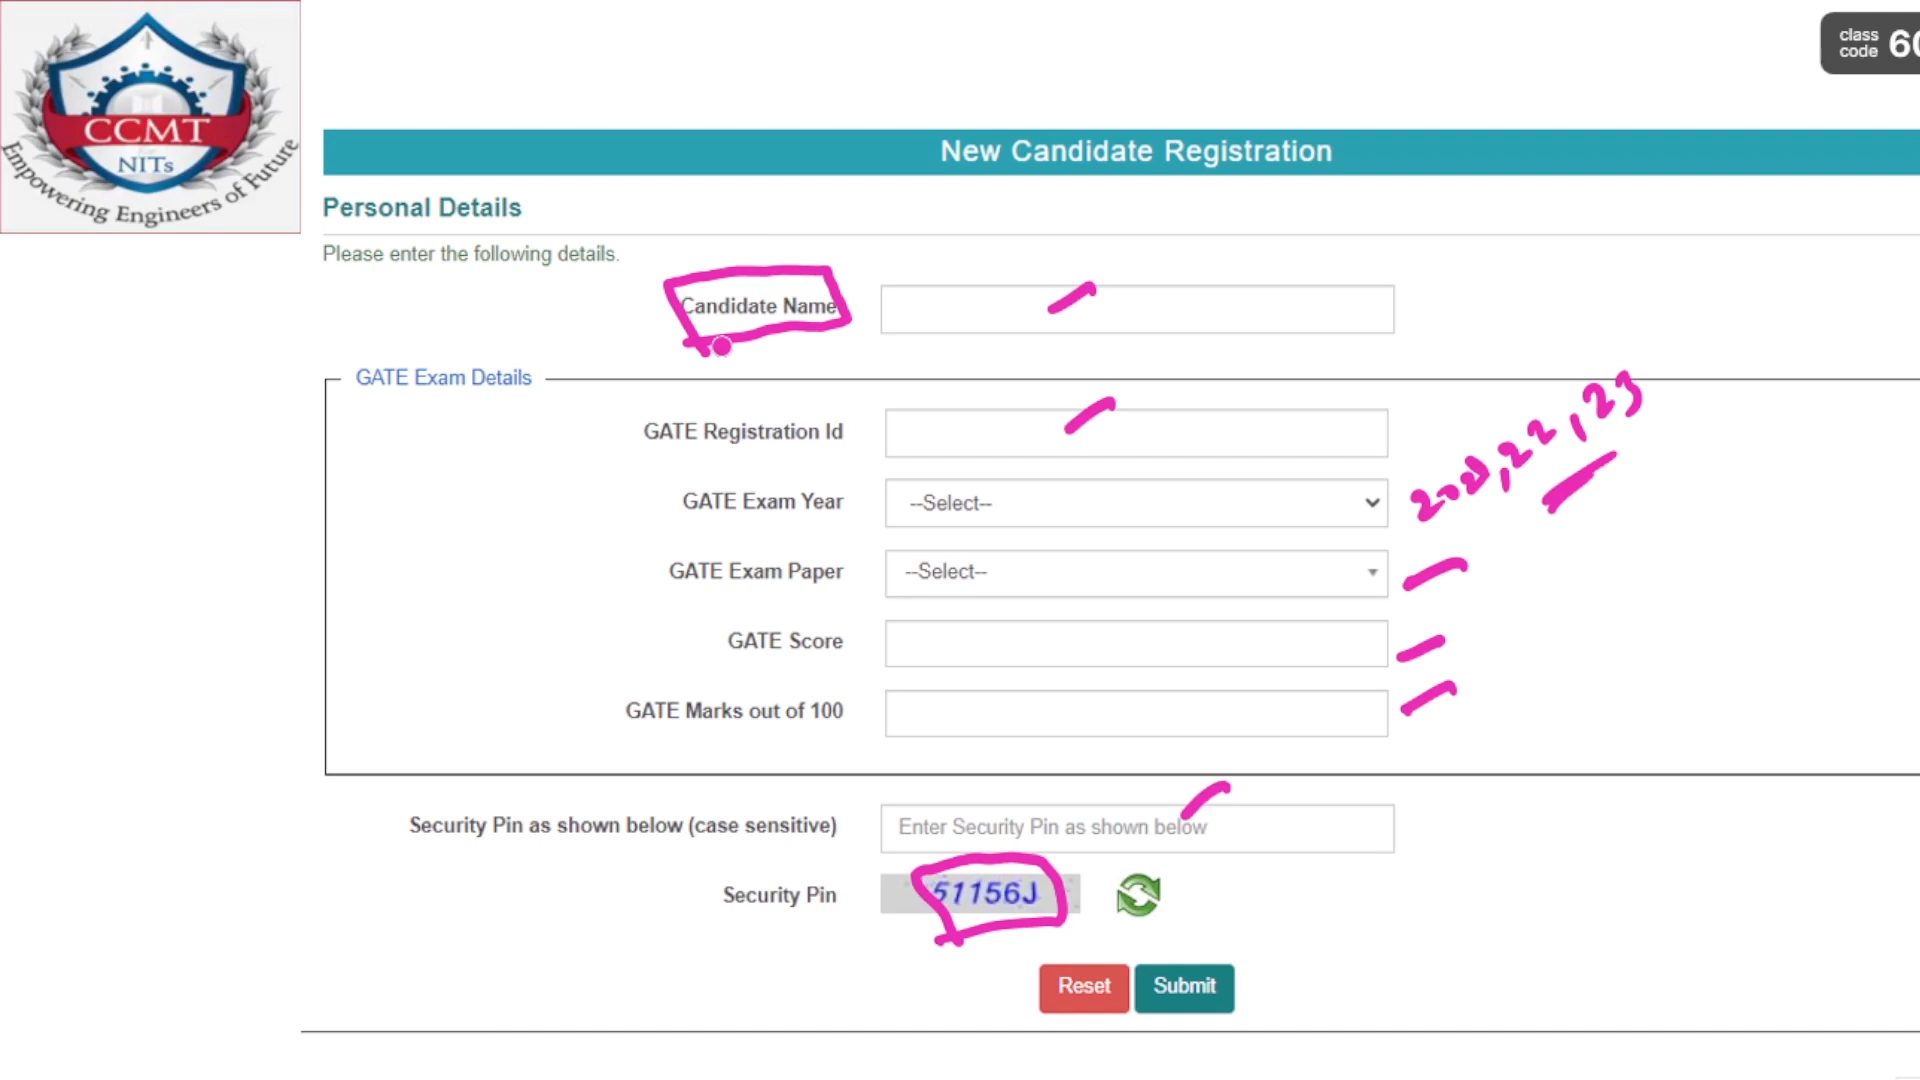 CCMT
NITs
Empowering Engineers of Future
class code 60
New Candidate Registration
Personal Details
Please enter the following details.
Candidate Name
GATE Exam Details
GATE Registration Id
GATE Exam Year --Select--
2021, 22, 23
GATE Exam Paper --Select--
GATE Score
GATE Marks out of 100
Security Pin as shown below (case sensitive) Enter Security Pin as shown below
Security Pin 51156J
Reset Submit